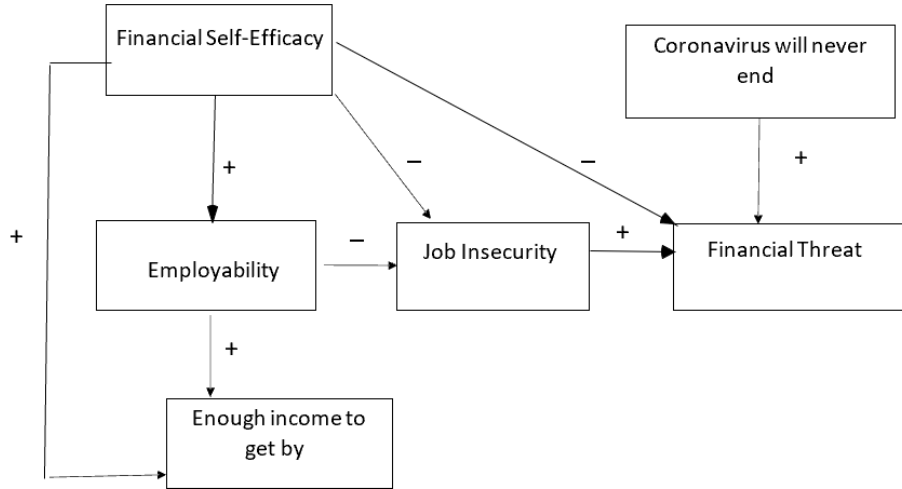 Financial Self-Efficacy
Coronavirus will never
end
–
–
+
+
+
–
+
Employability
Job Insecurity
Financial Threat
+
Enough income to
get by